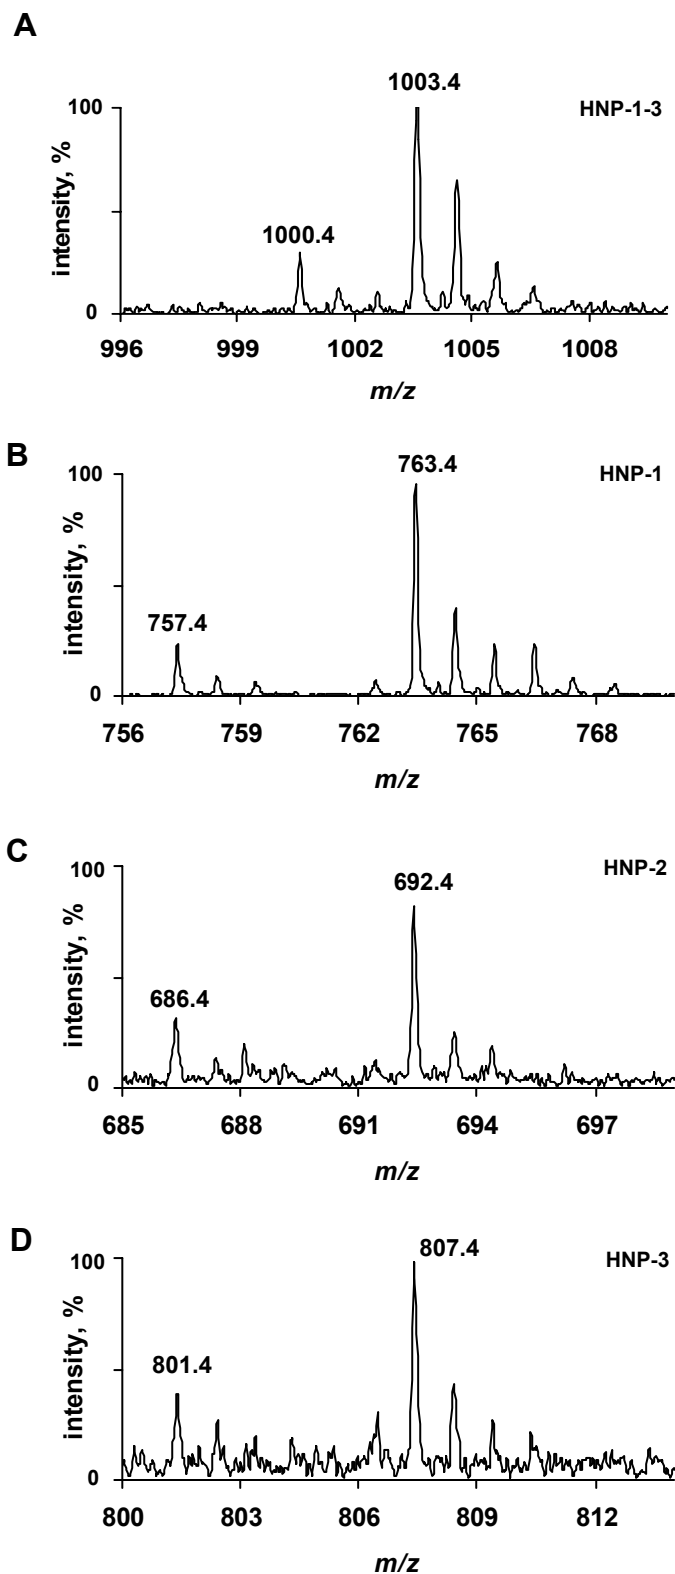 A
1003.4
HNP-1-3
100
1000.4
0
intensity, %
996 999 1002 1005 1008
m/z
B
763.4
HNP-1
100
757.4
0
intensity, %
756 759 762 765 768
m/z
C
692.4
HNP-2
100
686.4
0
intensity, %
685 688 691 694 697
m/z
D
807.4
HNP-3
100
801.4
0
intensity, %
800 803 806 809 812
m/z